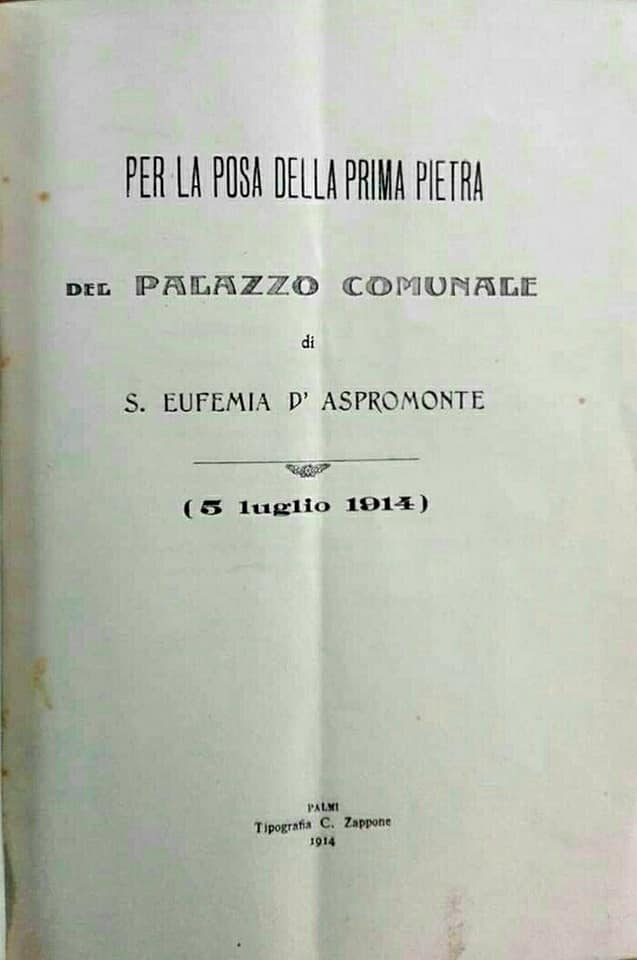 PER LA POSA DELLA PRIMA PIETRA
DEL PALAZZO COMUNALE
di
S. EUFEMIA D' ASPROMONTE
(5 luglio 1914)
PALMI
Tipografia C. Zappone
1914